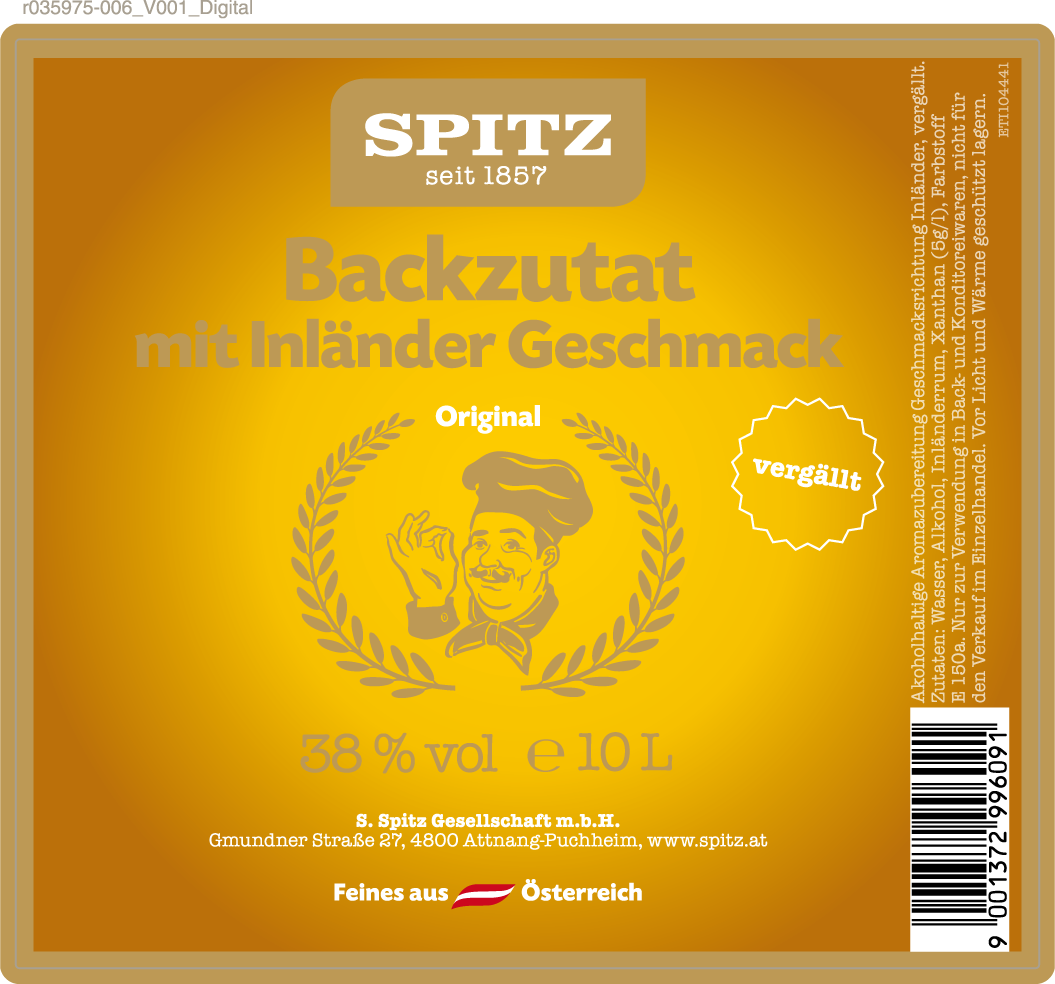 r035975-006_V001_Digital
SPITZ
seit 1857
Backzutat
mit Inländer Geschmack
Original
vergällt
38 % vol ℮ 10 L
S. Spitz Gesellschaft m.b.H.
Gmundner Straße 27, 4800 Attnang-Puchheim, www.spitz.at
Feines aus Österreich
Akoholhaltige Aromazubereitung Geschmacksrichtung Inländer, vergällt.
Zutaten: Wasser, Alkohol, Inländerrum, Xanthan (5g/l), Farbstoff
E 150a. Nur zur Verwendung in Back- und Konditoreiwaren, nicht für
den Verkauf im Einzelhandel. Vor Licht und Wärme geschützt lagern.
ETI104441
9 001372 996091